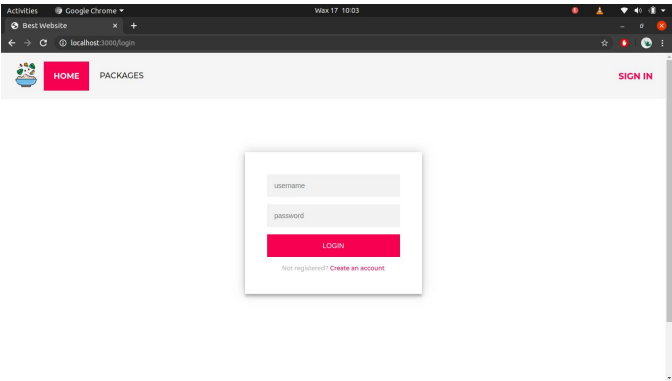 Activities Google Chrome Wax 17 10:03
Best Website
localhost:3000/login
HOME PACKAGES SIGN IN
username
password
LOGIN
Not registered? Create an account